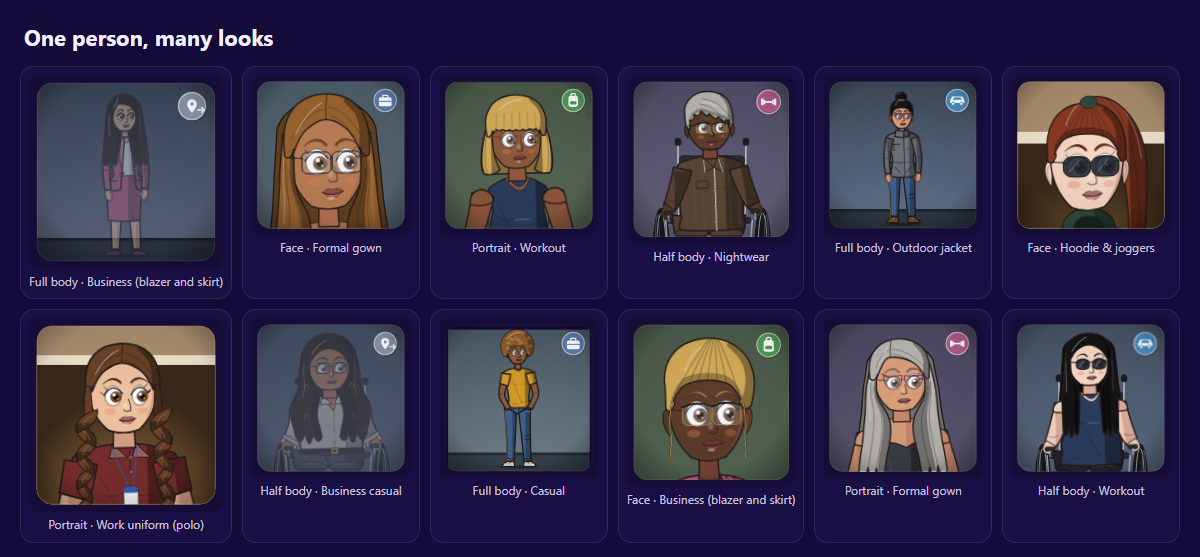 One person, many looks
Full body · Business (blazer and skirt)
Face · Formal gown
Portrait · Workout
Half body · Nightwear
Full body · Outdoor jacket
Face · Hoodie & joggers
Portrait · Work uniform (polo)
Half body · Business casual
Full body · Casual
Face · Business (blazer and skirt)
Portrait · Formal gown
Half body · Workout